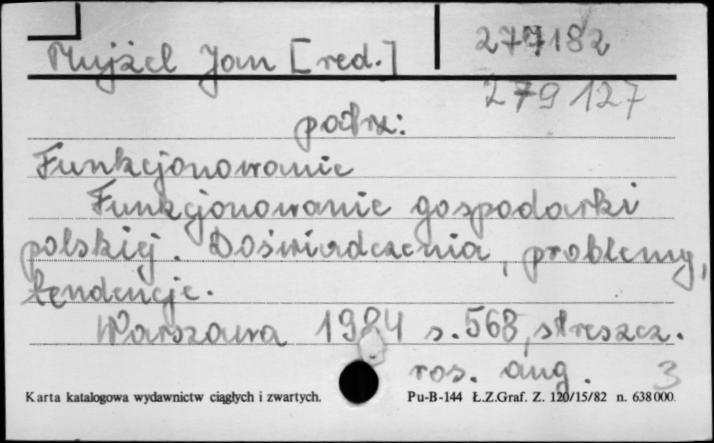 Mujżel Jan [red.] 277182
279127
patrz:
Funkcjonowanie
Funkcjonowanie gospodarki
polskiej. Doświadczenia, problemy,
tendencje.
Warszawa 1984 s. 568, streszcz.
ros. ang. 3
Karta katalogowa wydawnictw ciągłych i zwartych. Pu-B-144 Ł.Z.Graf. Z. 120/15/82 n. 638000.